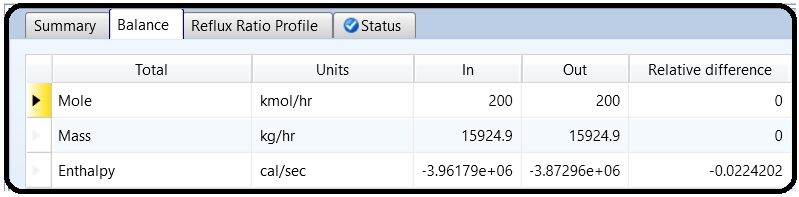 Summary Balance Reflux Ratio Profile Status
Total Units In Out Relative difference
Mole kmol/hr 200 200 0
Mass kg/hr 15924.9 15924.9 0
Enthalpy cal/sec -3.96179e+06 -3.87296e+06 -0.0224202